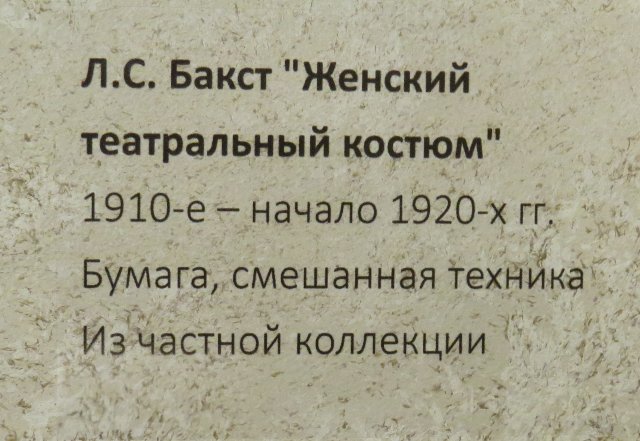 Л.С. Бакст "Женский
театральный костюм"
1910-е – начало 1920-х гг.
Бумага, смешанная техника
Из частной коллекции